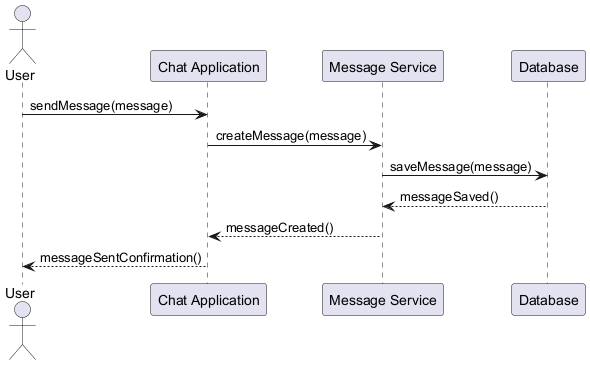 User
Chat Application
Message Service
Database
sendMessage(message)
createMessage(message)
saveMessage(message)
messageSaved()
messageCreated()
messageSentConfirmation()
User
Chat Application
Message Service
Database